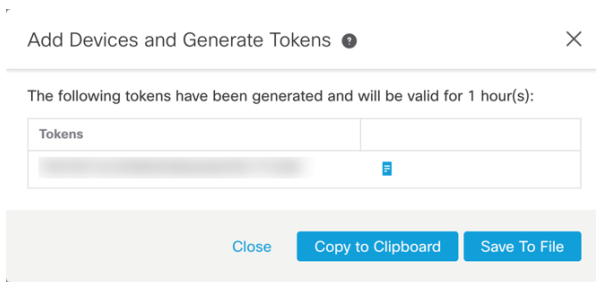 Add Devices and Generate Tokens ?
The following tokens have been generated and will be valid for 1 hour(s):
Tokens
Close Copy to Clipboard Save To File